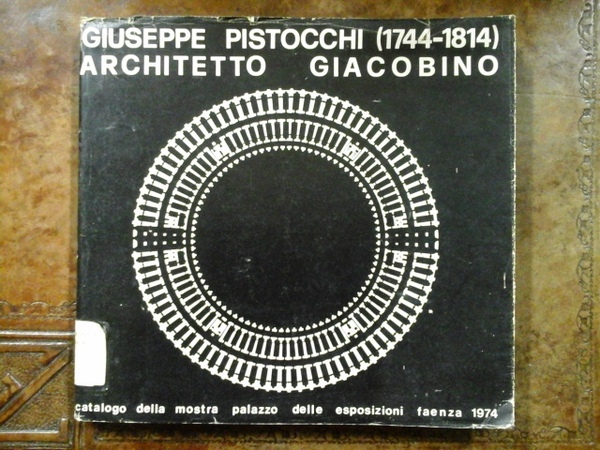 GIUSEPPE PISTOCCHI (1744-1814)
ARCHITETTO GIACOBINO
catalogo della mostra palazzo delle esposizioni faenza 1974